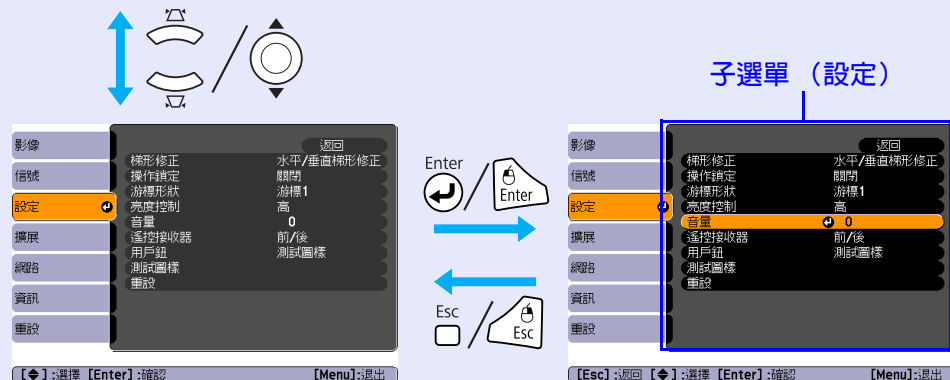 子選單 （設定）
影像
信號
設定
擴展
網路
資訊
重設
返回
梯形修正 水平/垂直梯形修正
操作鎖定 關閉
游標形狀 游標1
亮度控制 高
音量 0
遙控接收器 前/後
用戶鈕 測試圖樣
測試圖樣
重設
[◆] :選擇 [Enter] :確認 [Menu]:退出
Enter
Enter
Esc
Esc
影像
信號
設定
擴展
網路
資訊
重設
返回
梯形修正 水平/垂直梯形修正
操作鎖定 關閉
游標形狀 游標1
亮度控制 高
音量 0
遙控接收器 前/後
用戶鈕 測試圖樣
測試圖樣
重設
[Esc] :返回 [◆] :選擇 [Enter] :確認 [Menu]:退出